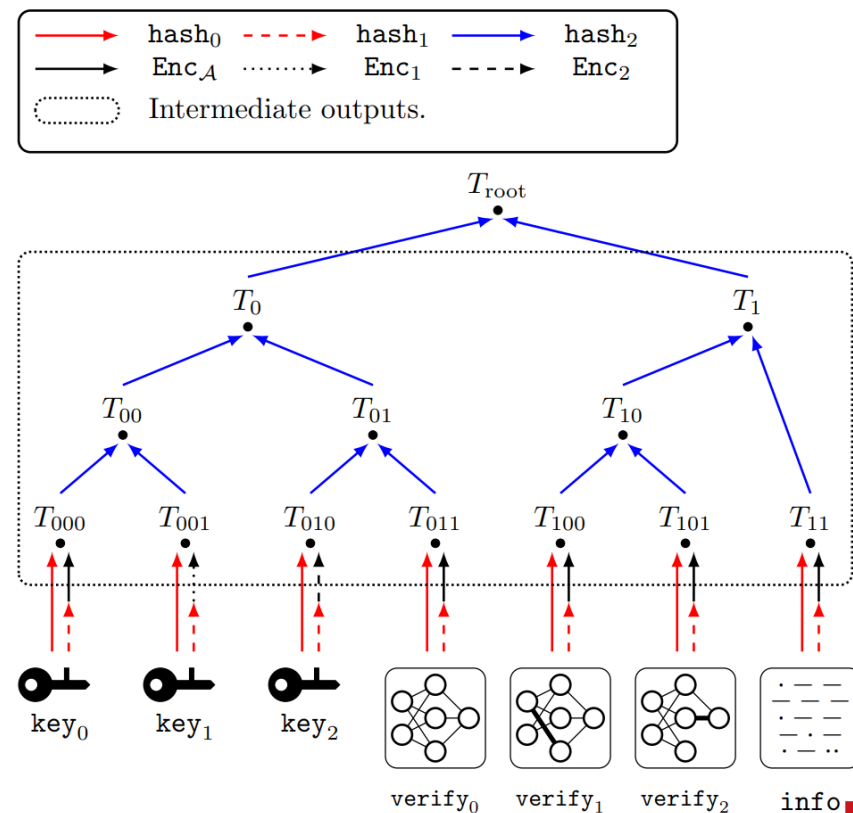 hash₀ hash₁ hash₂
Enc𝒜 Enc₁ Enc₂
Intermediate outputs.
T_root
T₀ T₁
T₀₀ T₀₁ T₁₀
T₀₀₀ T₀₀₁ T₀₁₀ T₀₁₁ T₁₀₀ T₁₀₁ T₁₁
key₀ key₁ key₂
verify₀ verify₁ verify₂ info